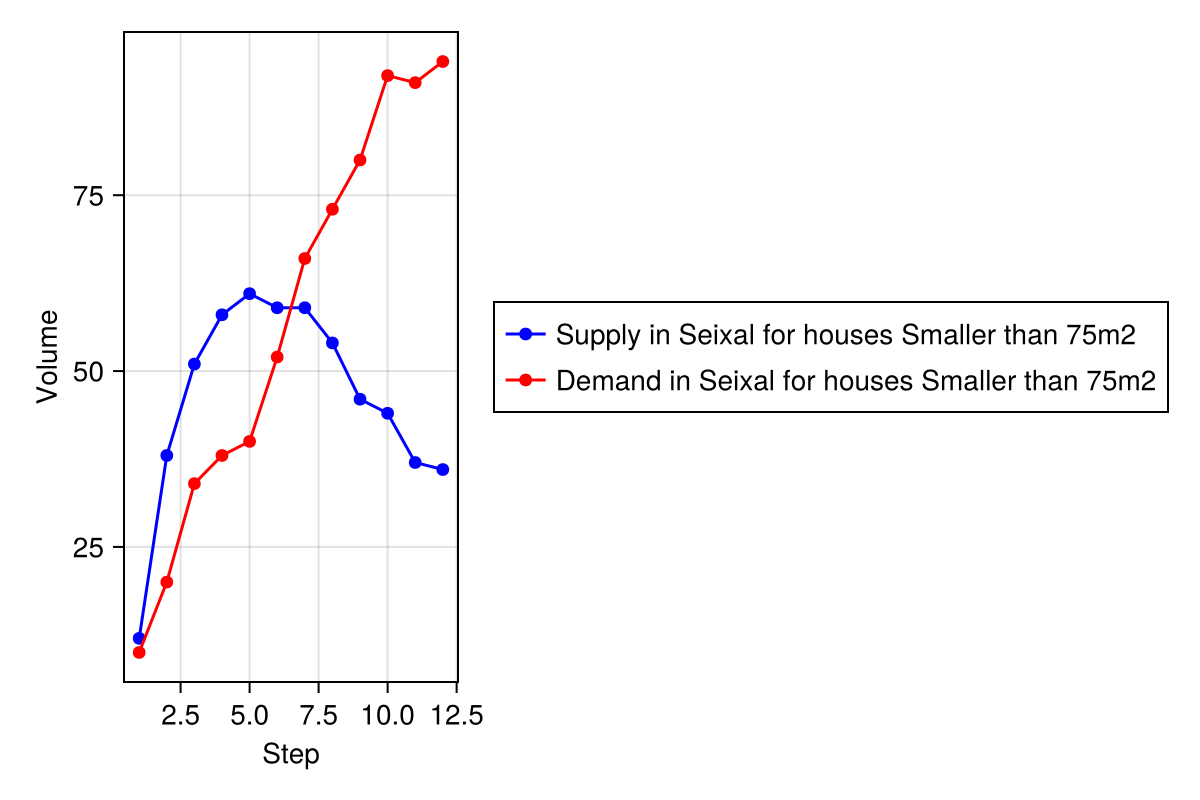 75
50
25
Volume
2.5 5.0 7.5 10.0 12.5
Step
Supply in Seixal for houses Smaller than 75m2
Demand in Seixal for houses Smaller than 75m2